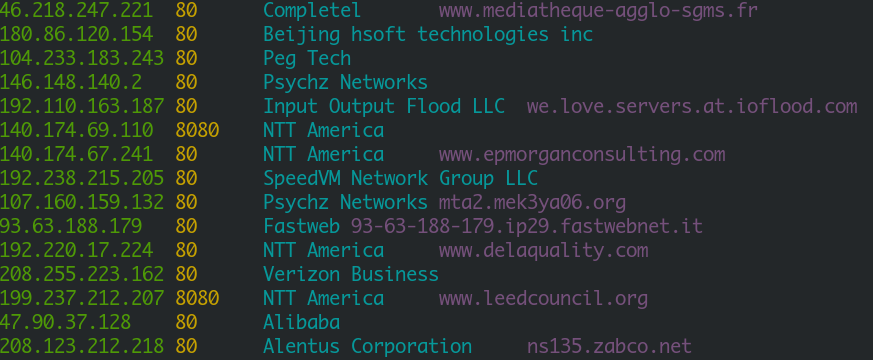 46.218.247.221 80 Completel www.mediatheque-agglo-sgms.fr
180.86.120.154 80 Beijing hsoft technologies inc
104.233.183.243 80 Peg Tech
146.148.140.2 80 Psychz Networks
192.110.163.187 80 Input Output Flood LLC we.love.servers.at.ioflood.com
140.174.69.110 8080 NTT America
140.174.67.241 80 NTT America www.epmorganconsulting.com
192.238.215.205 80 SpeedVM Network Group LLC
107.160.159.132 80 Psychz Networks mta2.mek3ya06.org
93.63.188.179 80 Fastweb 93-63-188-179.ip29.fastwebnet.it
192.220.17.224 80 NTT America www.delaquality.com
208.255.223.162 80 Verizon Business
199.237.212.207 8080 NTT America www.leedcouncil.org
47.90.37.128 80 Alibaba
208.123.212.218 80 Alentus Corporation ns135.zabco.net